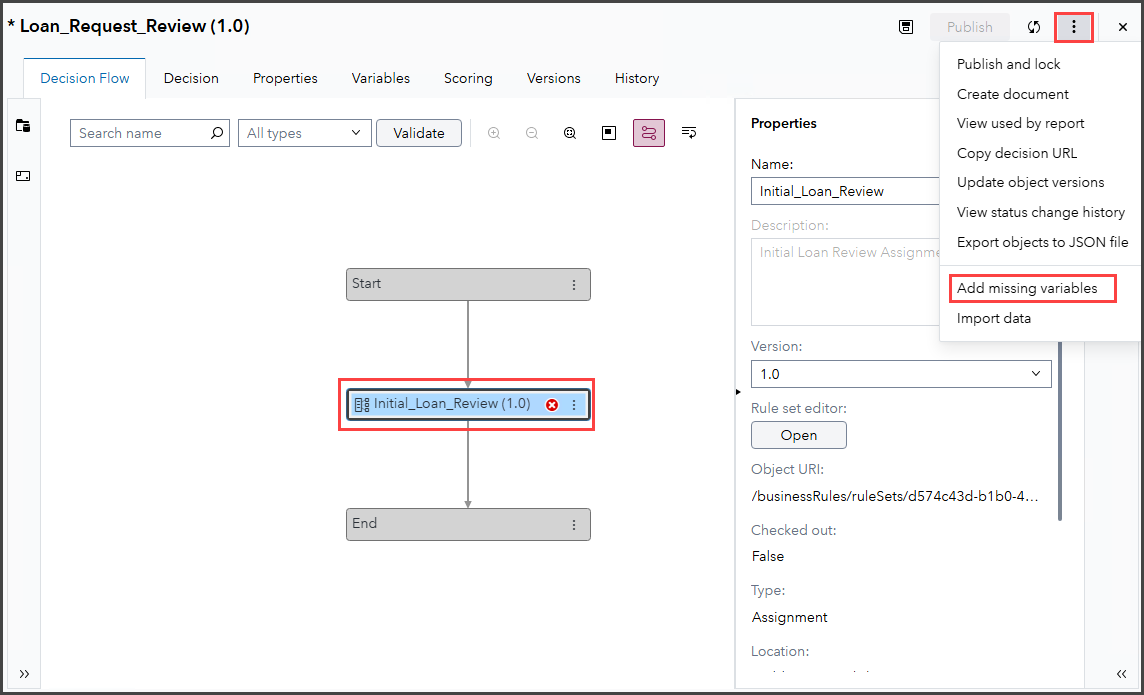 * Loan_Request_Review (1.0)
Publish
Decision Flow
Decision
Properties
Variables
Scoring
Versions
History
Search name
All types
Validate
Start
Initial_Loan_Review (1.0)
End
Properties
Name:
Initial_Loan_Review
Description:
Initial Loan Review Assignme
Version:
1.0
Rule set editor:
Open
Object URI:
/businessRules/ruleSets/d574c43d-b1b0-4...
Checked out:
False
Type:
Assignment
Location:
Publish and lock
Create document
View used by report
Copy decision URL
Update object versions
View status change history
Export objects to JSON file
Add missing variables
Import data